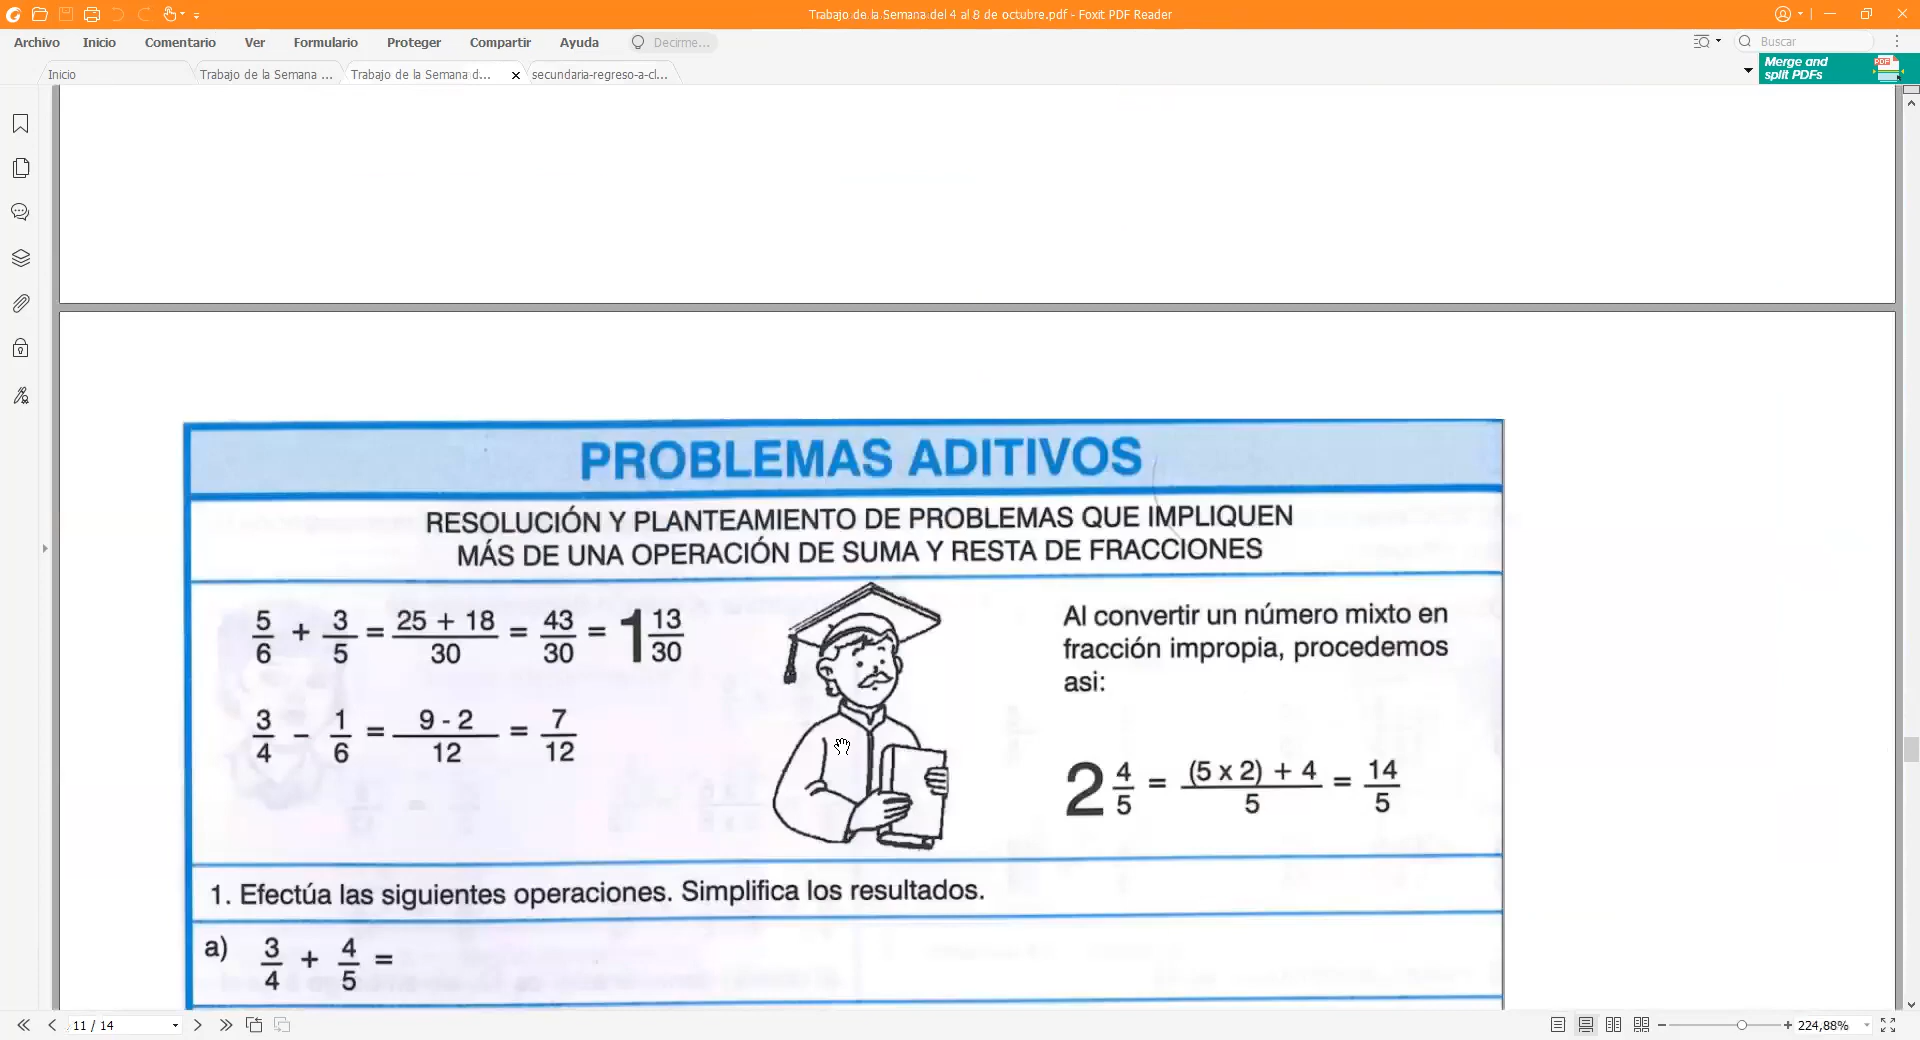 Trabajo de la Semana del 4 al 8 de octubre.pdf - Foxit PDF Reader
Archivo Inicio Comentario Ver Formulario Proteger Compartir Ayuda Decirme... Buscar
Inicio Trabajo de la Semana ... Trabajo de la Semana d... secundaria-regreso-a-cl...
Merge and
split PDFs
PDF
PROBLEMAS ADITIVOS
RESOLUCIÓN Y PLANTEAMIENTO DE PROBLEMAS QUE IMPLIQUEN
MÁS DE UNA OPERACIÓN DE SUMA Y RESTA DE FRACCIONES
5/6 + 3/5 = 25 + 18/30 = 43/30 = 1 13/30
3/4 - 1/6 = 9 - 2/12 = 7/12
Al convertir un número mixto en
fracción impropia, procedemos
asi:
2 4/5 = (5 x 2) + 4/5 = 14/5
1. Efectúa las siguientes operaciones. Simplifica los resultados.
a) 3/4 + 4/5 =
11 / 14
224,88%